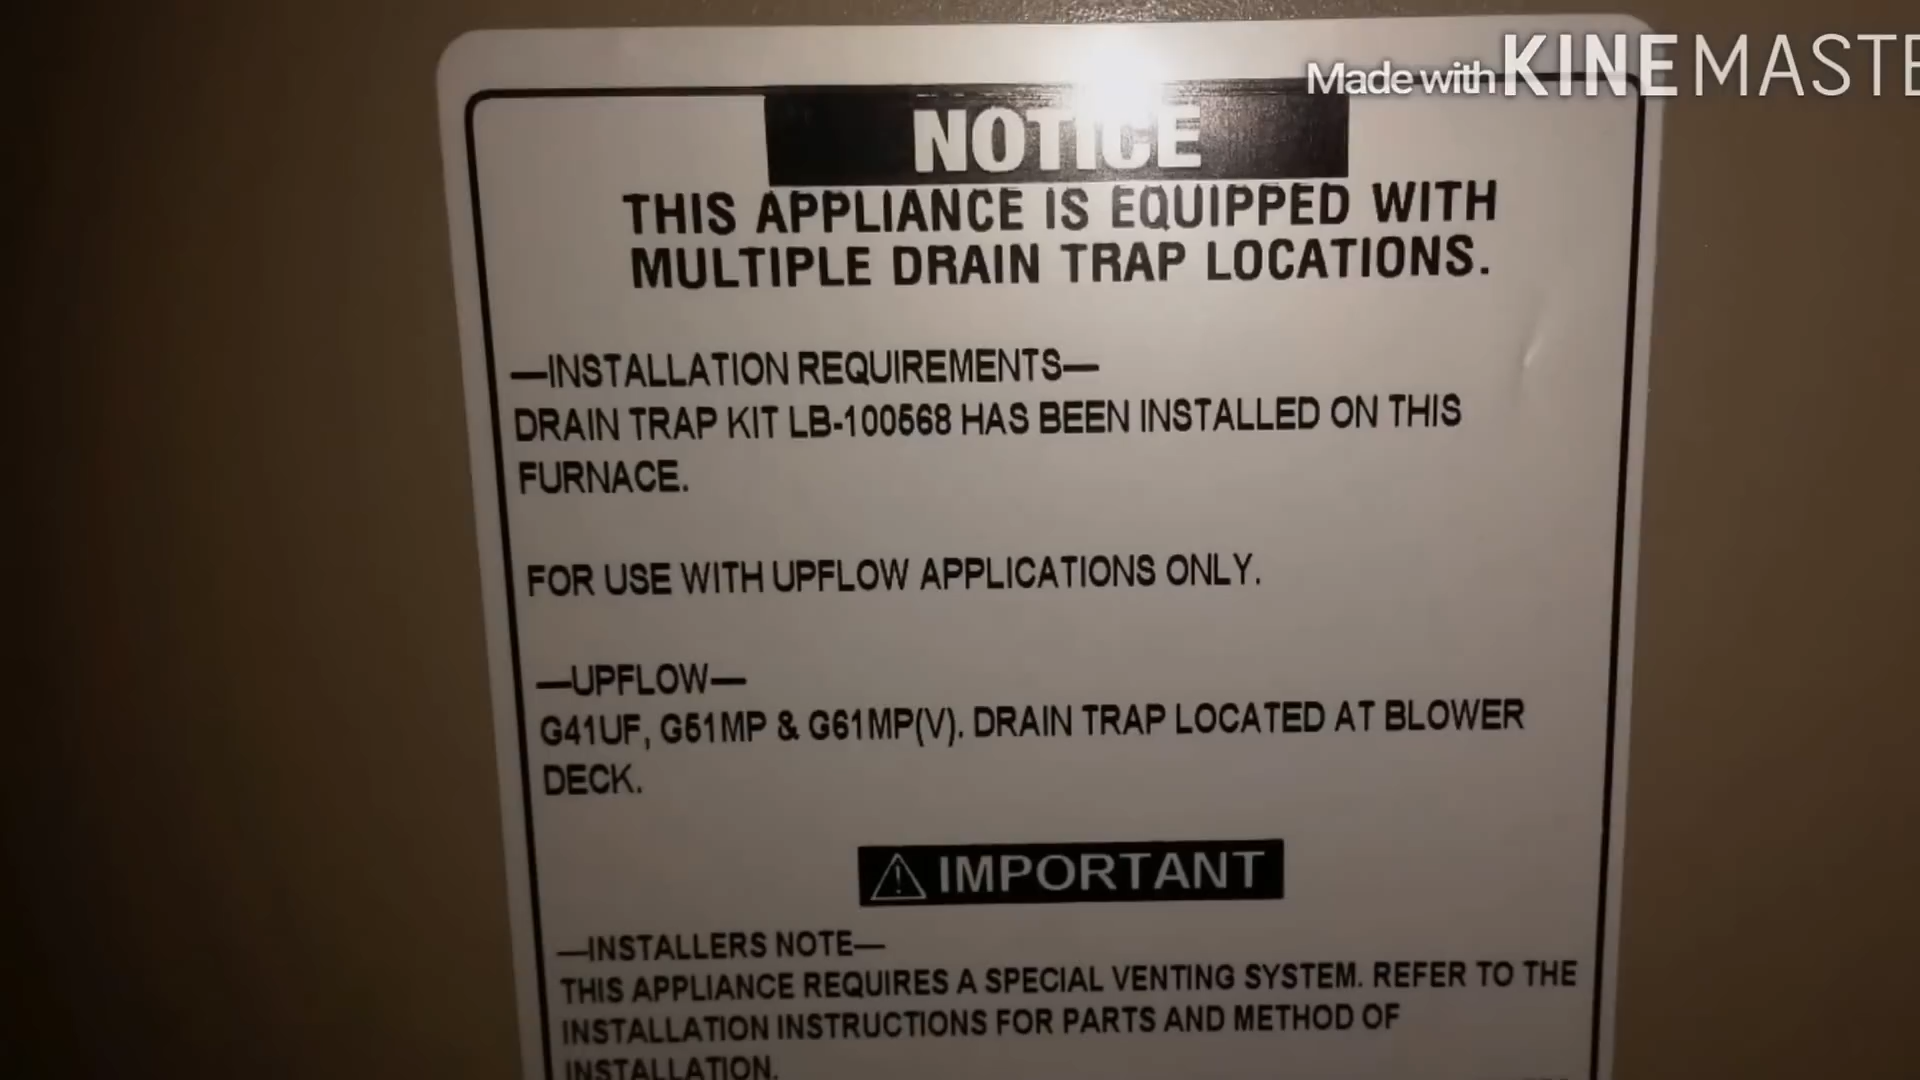 Made with KINEMASTE
NOTICE
THIS APPLIANCE IS EQUIPPED WITH
MULTIPLE DRAIN TRAP LOCATIONS.
—INSTALLATION REQUIREMENTS—
DRAIN TRAP KIT LB-100568 HAS BEEN INSTALLED ON THIS
FURNACE.
FOR USE WITH UPFLOW APPLICATIONS ONLY.
—UPFLOW—
G41UF, G51MP & G61MP(V). DRAIN TRAP LOCATED AT BLOWER
DECK.
⚠ IMPORTANT
—INSTALLERS NOTE—
THIS APPLIANCE REQUIRES A SPECIAL VENTING SYSTEM. REFER TO THE
INSTALLATION INSTRUCTIONS FOR PARTS AND METHOD OF
INSTALLATION.